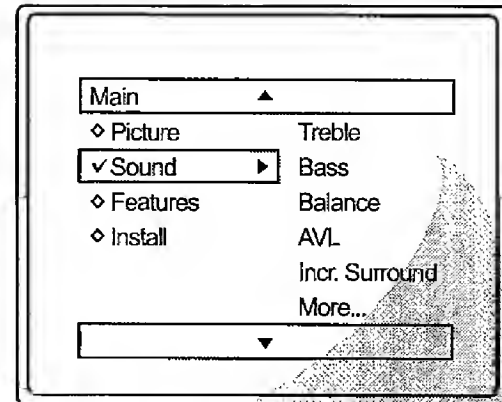 Main ▲
◇ Picture Treble
✓ Sound ▶ Bass
◇ Features Balance
◇ Install AVL
Incr. Surround
More...
▼